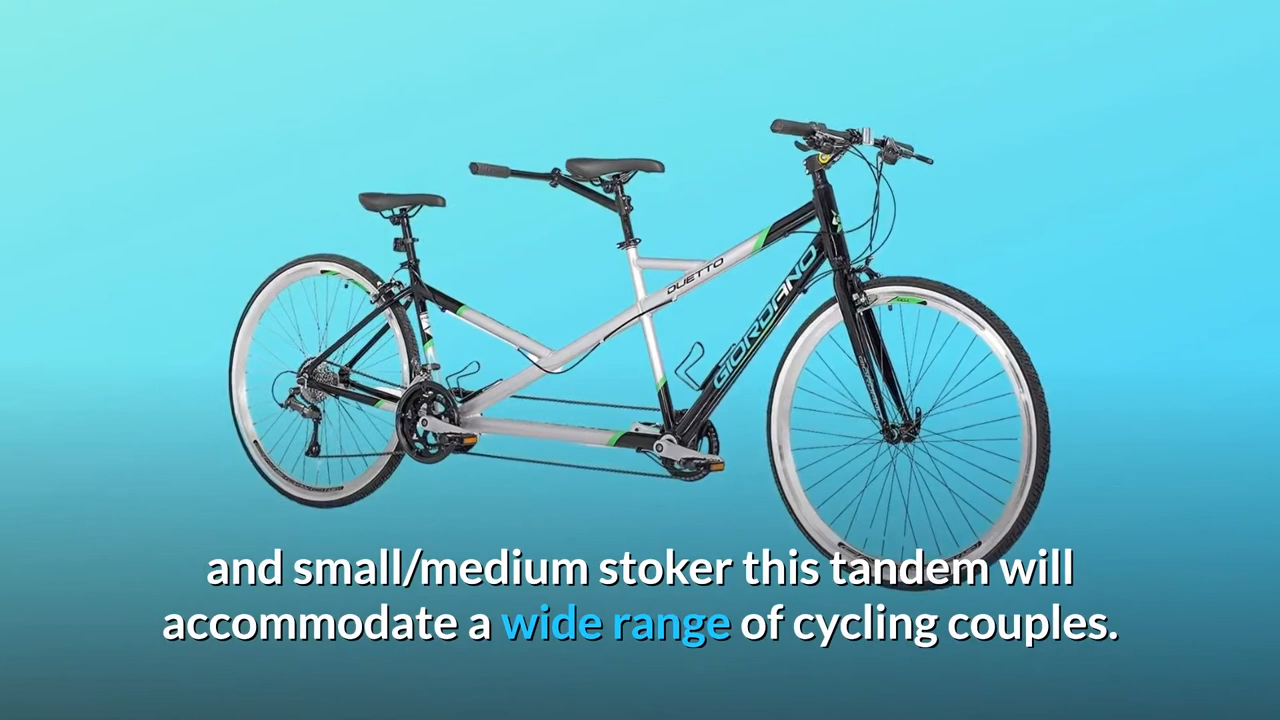 DUETTO
GIORDANO
and small/medium stoker this tandem will
accommodate a wide range of cycling couples.